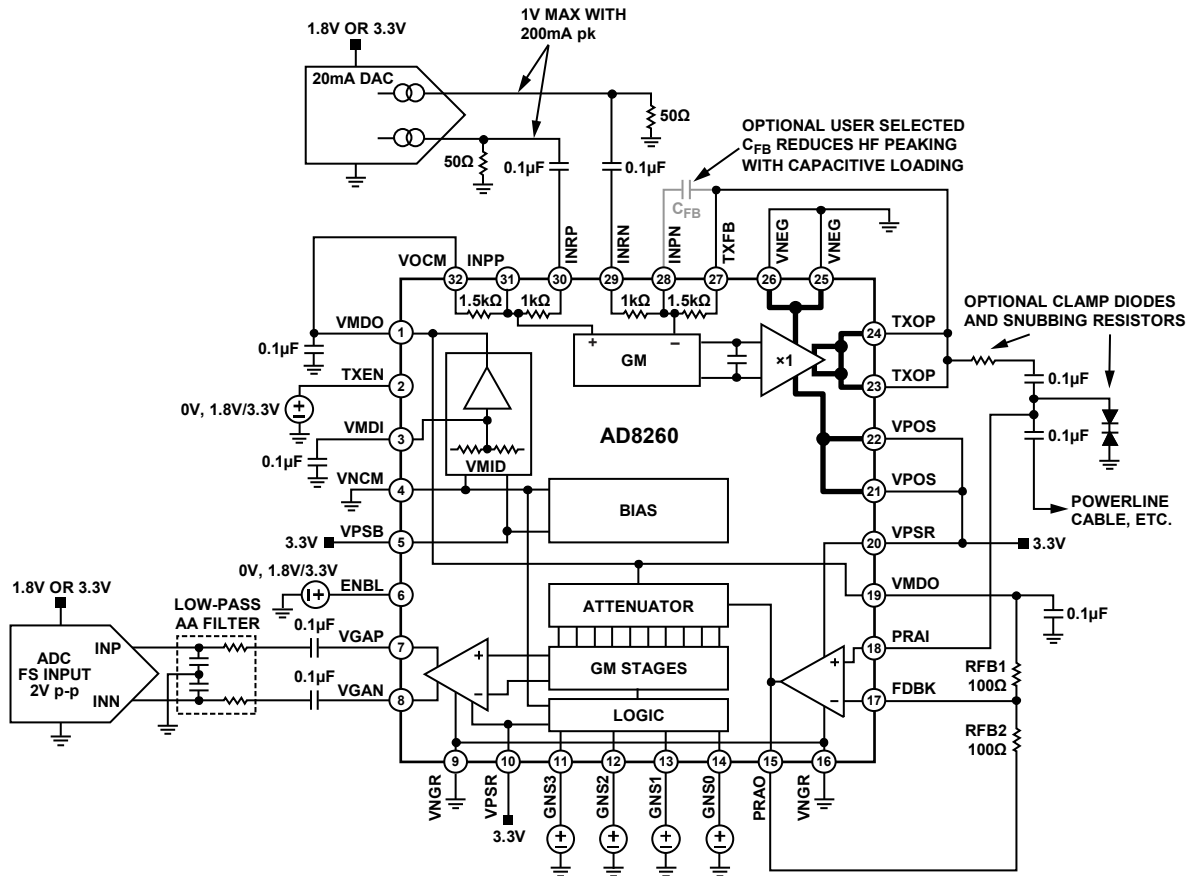 1V MAX WITH
200mA pk
1.8V OR 3.3V
20mA DAC
50Ω
50Ω
0.1µF
0.1µF
OPTIONAL USER SELECTED
CFB REDUCES HF PEAKING
WITH CAPACITIVE LOADING
CFB
INRP
INRN
INPN
TXFB
VNEG
VNEG
VOCM
INPP
32
31
30
29
28
27
26
25
1.5kΩ
1kΩ
1kΩ
1.5kΩ
OPTIONAL CLAMP DIODES
AND SNUBBING RESISTORS
VMDO
1
0.1µF
+
−
GM
×1
24
TXOP
23
TXOP
0.1µF
TXEN
2
0V, 1.8V/3.3V
VMDI
3
0.1µF
VMID
AD8260
22
VPOS
0.1µF
21
VPOS
POWERLINE
CABLE, ETC.
VNCM
4
BIAS
3.3V
VPSB
5
20
VPSR
3.3V
0V, 1.8V/3.3V
ENBL
6
ATTENUATOR
19
VMDO
0.1µF
1.8V OR 3.3V
LOW-PASS
AA FILTER
0.1µF
VGAP
7
+
−
GM STAGES
+
−
18
PRAI
RFB1
100Ω
ADC
FS INPUT
2V p-p
INP
INN
0.1µF
VGAN
8
LOGIC
17
FDBK
RFB2
100Ω
9
10
11
12
13
14
15
16
VNGR
VPSR
GNS3
GNS2
GNS1
GNS0
PRAO
VNGR
3.3V